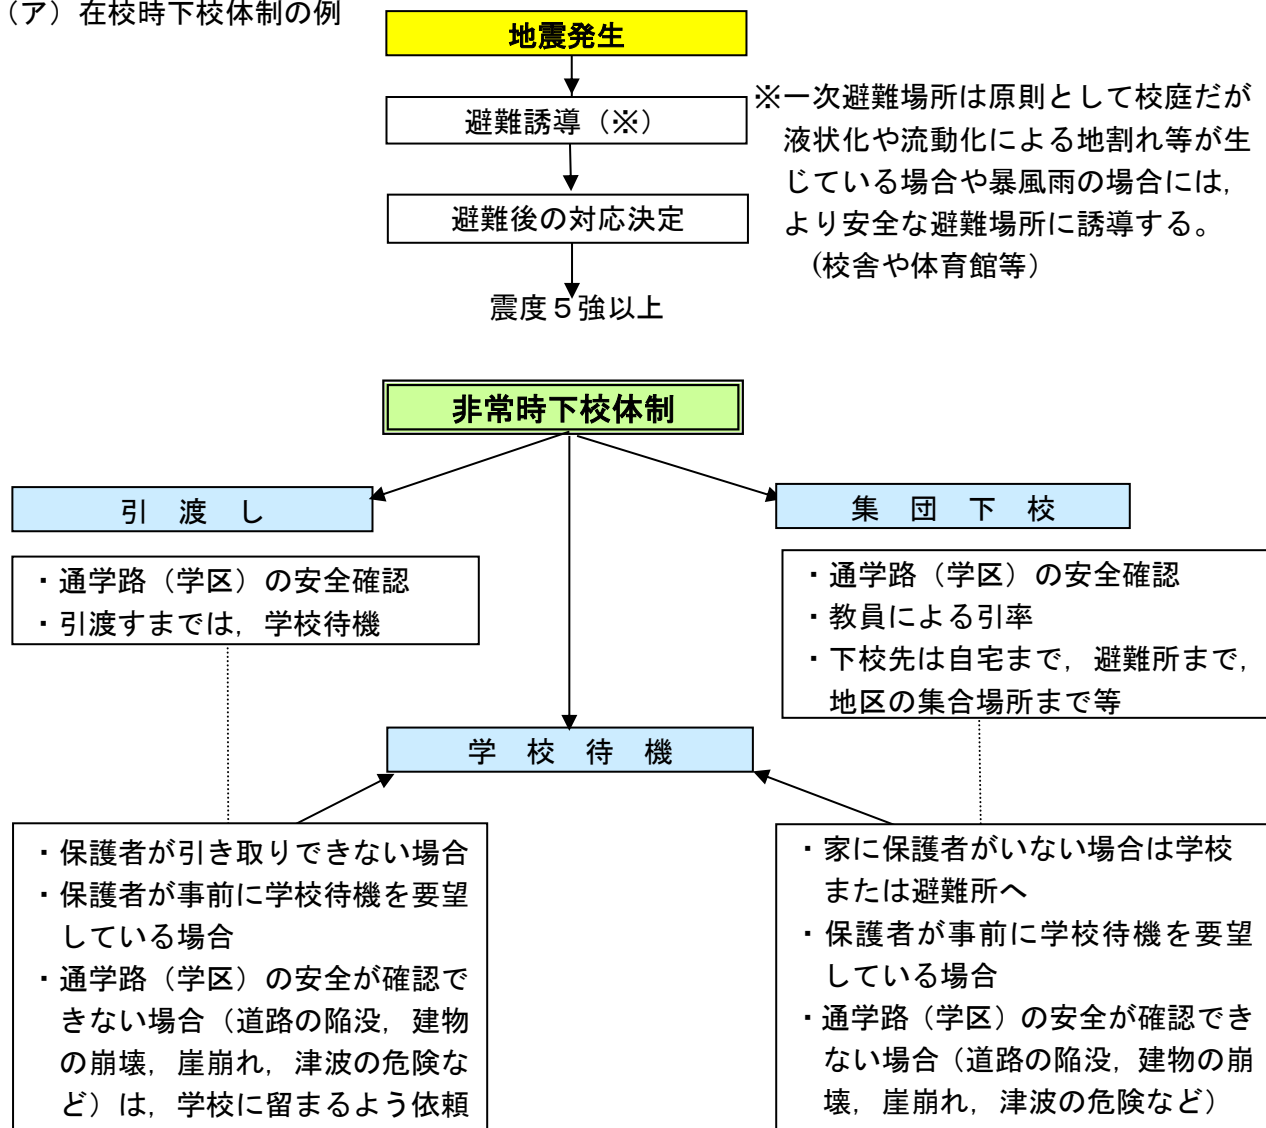 （ア）在校時下校体制の例
地震発生
避難誘導（※）
※一次避難場所は原則として校庭だが
液状化や流動化による地割れ等が生
じている場合や暴風雨の場合には，
より安全な避難場所に誘導する。
(校舎や体育館等）
避難後の対応決定
震度５強以上
非常時下校体制
引　渡　し
集　団　下　校
・通学路（学区）の安全確認
・引渡すまでは，学校待機
・通学路（学区）の安全確認
・教員による引率
・下校先は自宅まで，避難所まで，
地区の集合場所まで等
学　校　待　機
・保護者が引き取りできない場合
・保護者が事前に学校待機を要望
している場合
・通学路（学区）の安全が確認で
きない場合（道路の陥没，建物
の崩壊，崖崩れ，津波の危険な
ど）は，学校に留まるよう依頼
・家に保護者がいない場合は学校
または避難所へ
・保護者が事前に学校待機を要望
している場合
・通学路（学区）の安全が確認でき
ない場合（道路の陥没，建物の崩
壊，崖崩れ，津波の危険など）